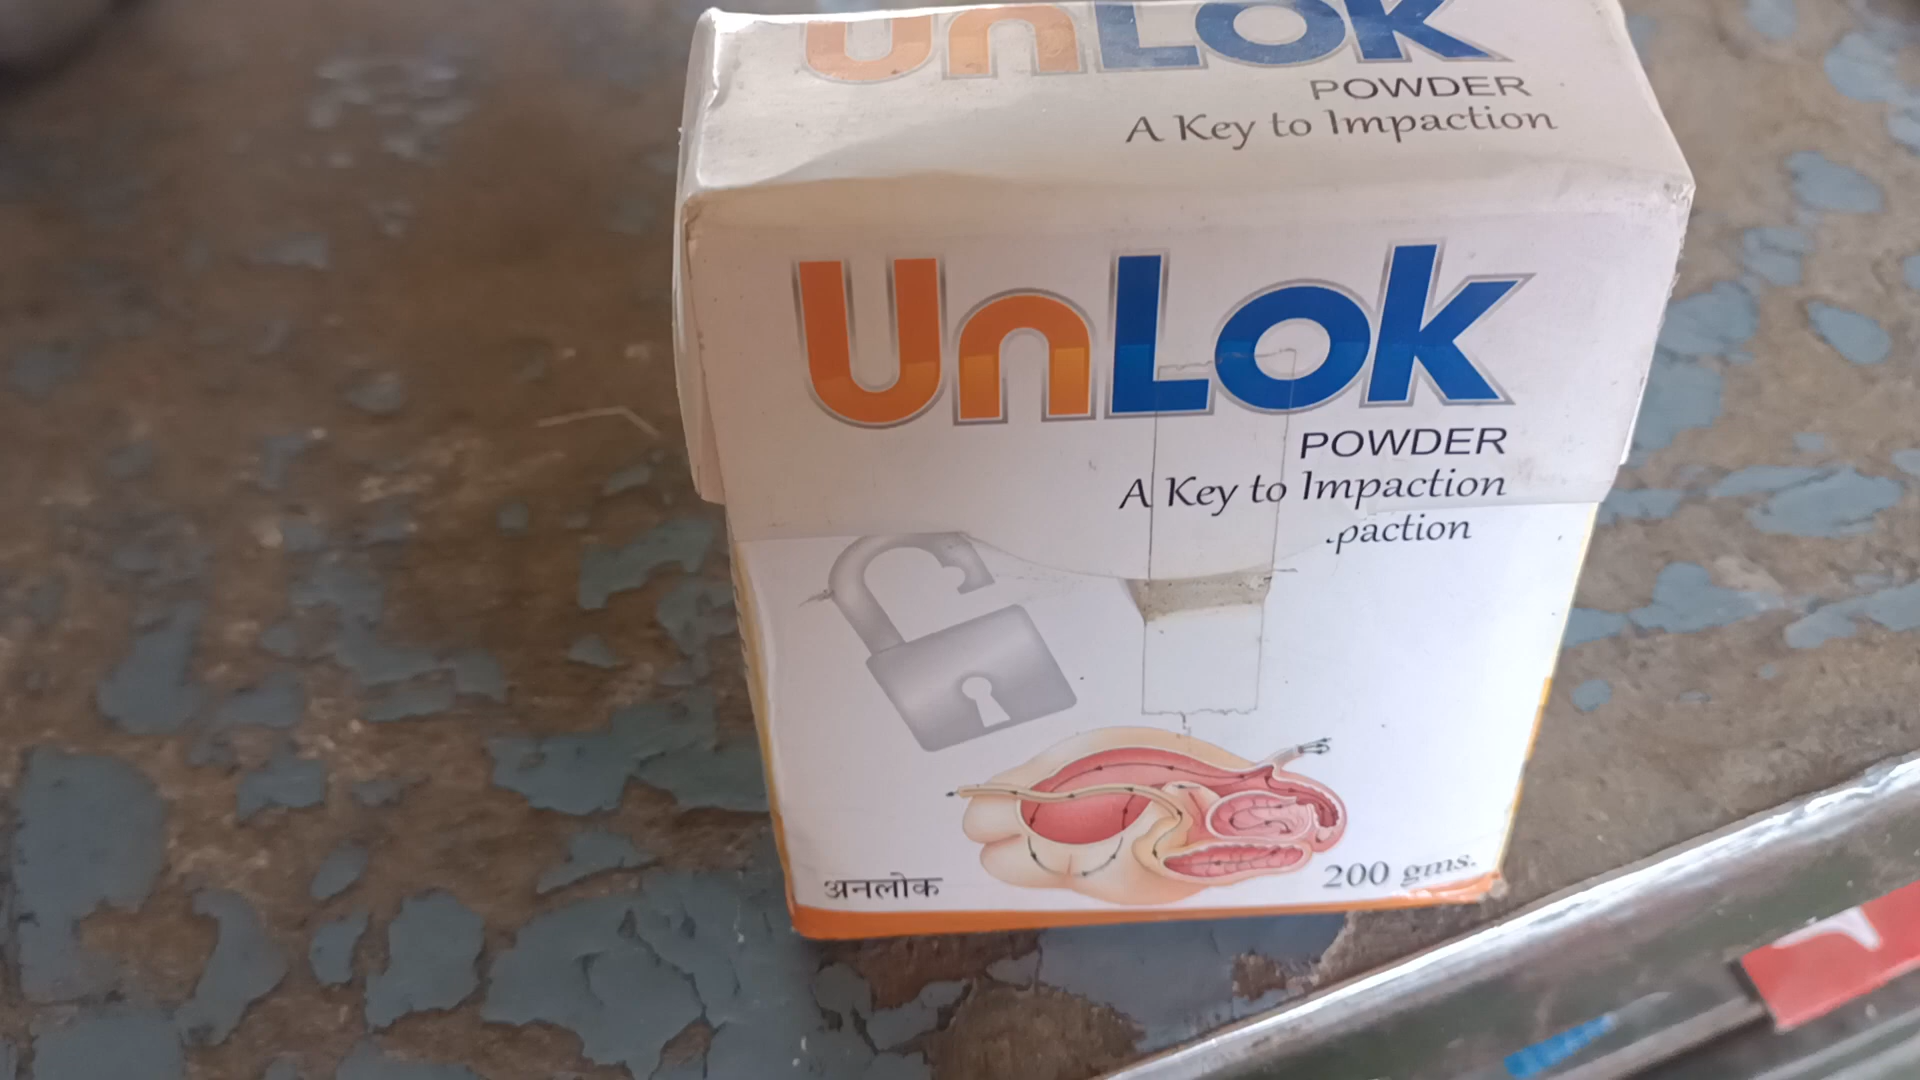 UnLok
POWDER
A Key to Impaction
UnLok
POWDER
A Key to Impaction
paction
अनलोक
200 gms.